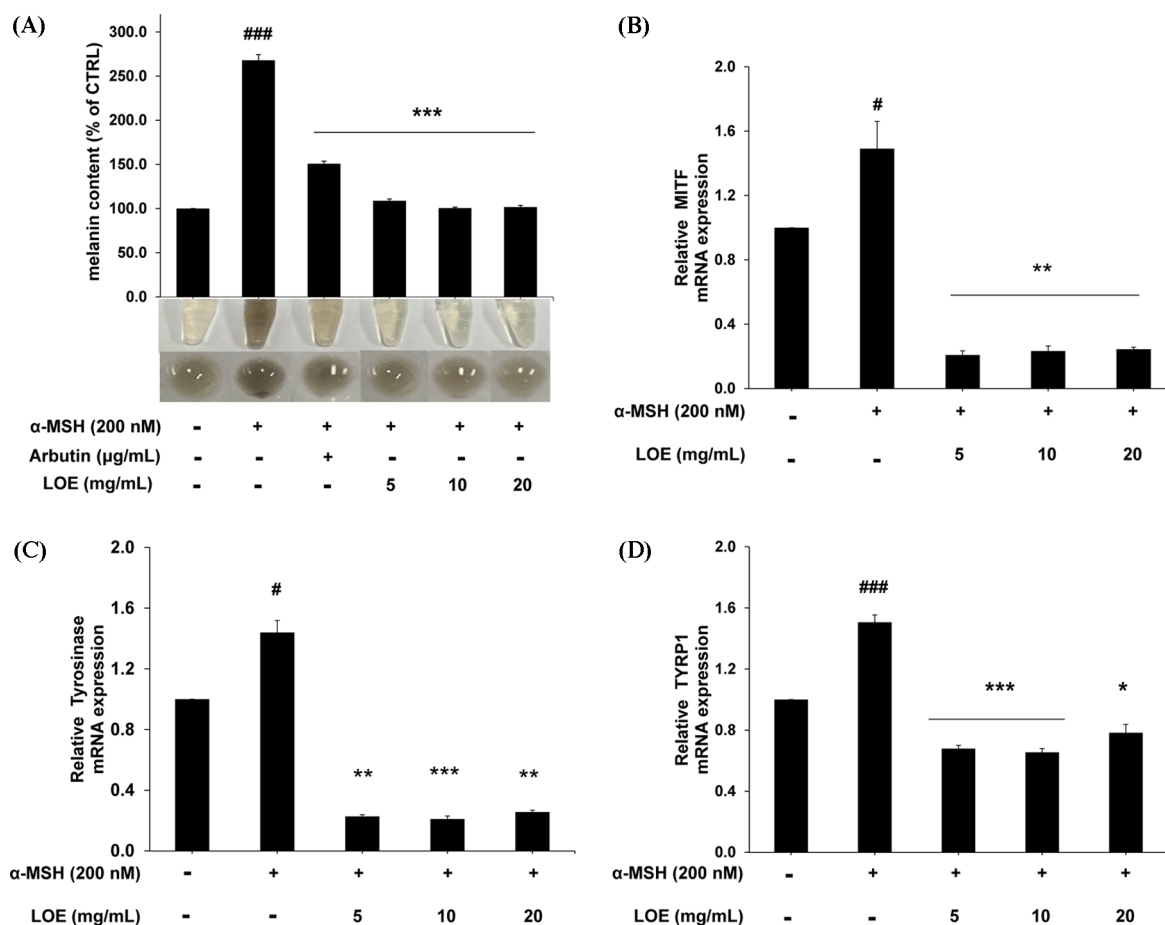 (A)
melanin content (% of CTRL)
300.0
250.0
200.0
150.0
100.0
50.0
0.0
###
***
α-MSH (200 nM) - + + + + +
Arbutin (µg/mL) - - + - - -
LOE (mg/mL) - - - 5 10 20
(B)
Relative MITF
mRNA expression
2.0
1.6
1.2
0.8
0.4
0.0
#
**
α-MSH (200 nM) - + + + +
LOE (mg/mL) - - 5 10 20
(C)
Relative Tyrosinase
mRNA expression
2.0
1.6
1.2
0.8
0.4
0.0
#
** *** **
α-MSH (200 nM) - + + + +
LOE (mg/mL) - - 5 10 20
(D)
Relative TYRP1
mRNA expression
2.0
1.6
1.2
0.8
0.4
0.0
###
*** *
α-MSH (200 nM) - + + + +
LOE (mg/mL) - - 5 10 20